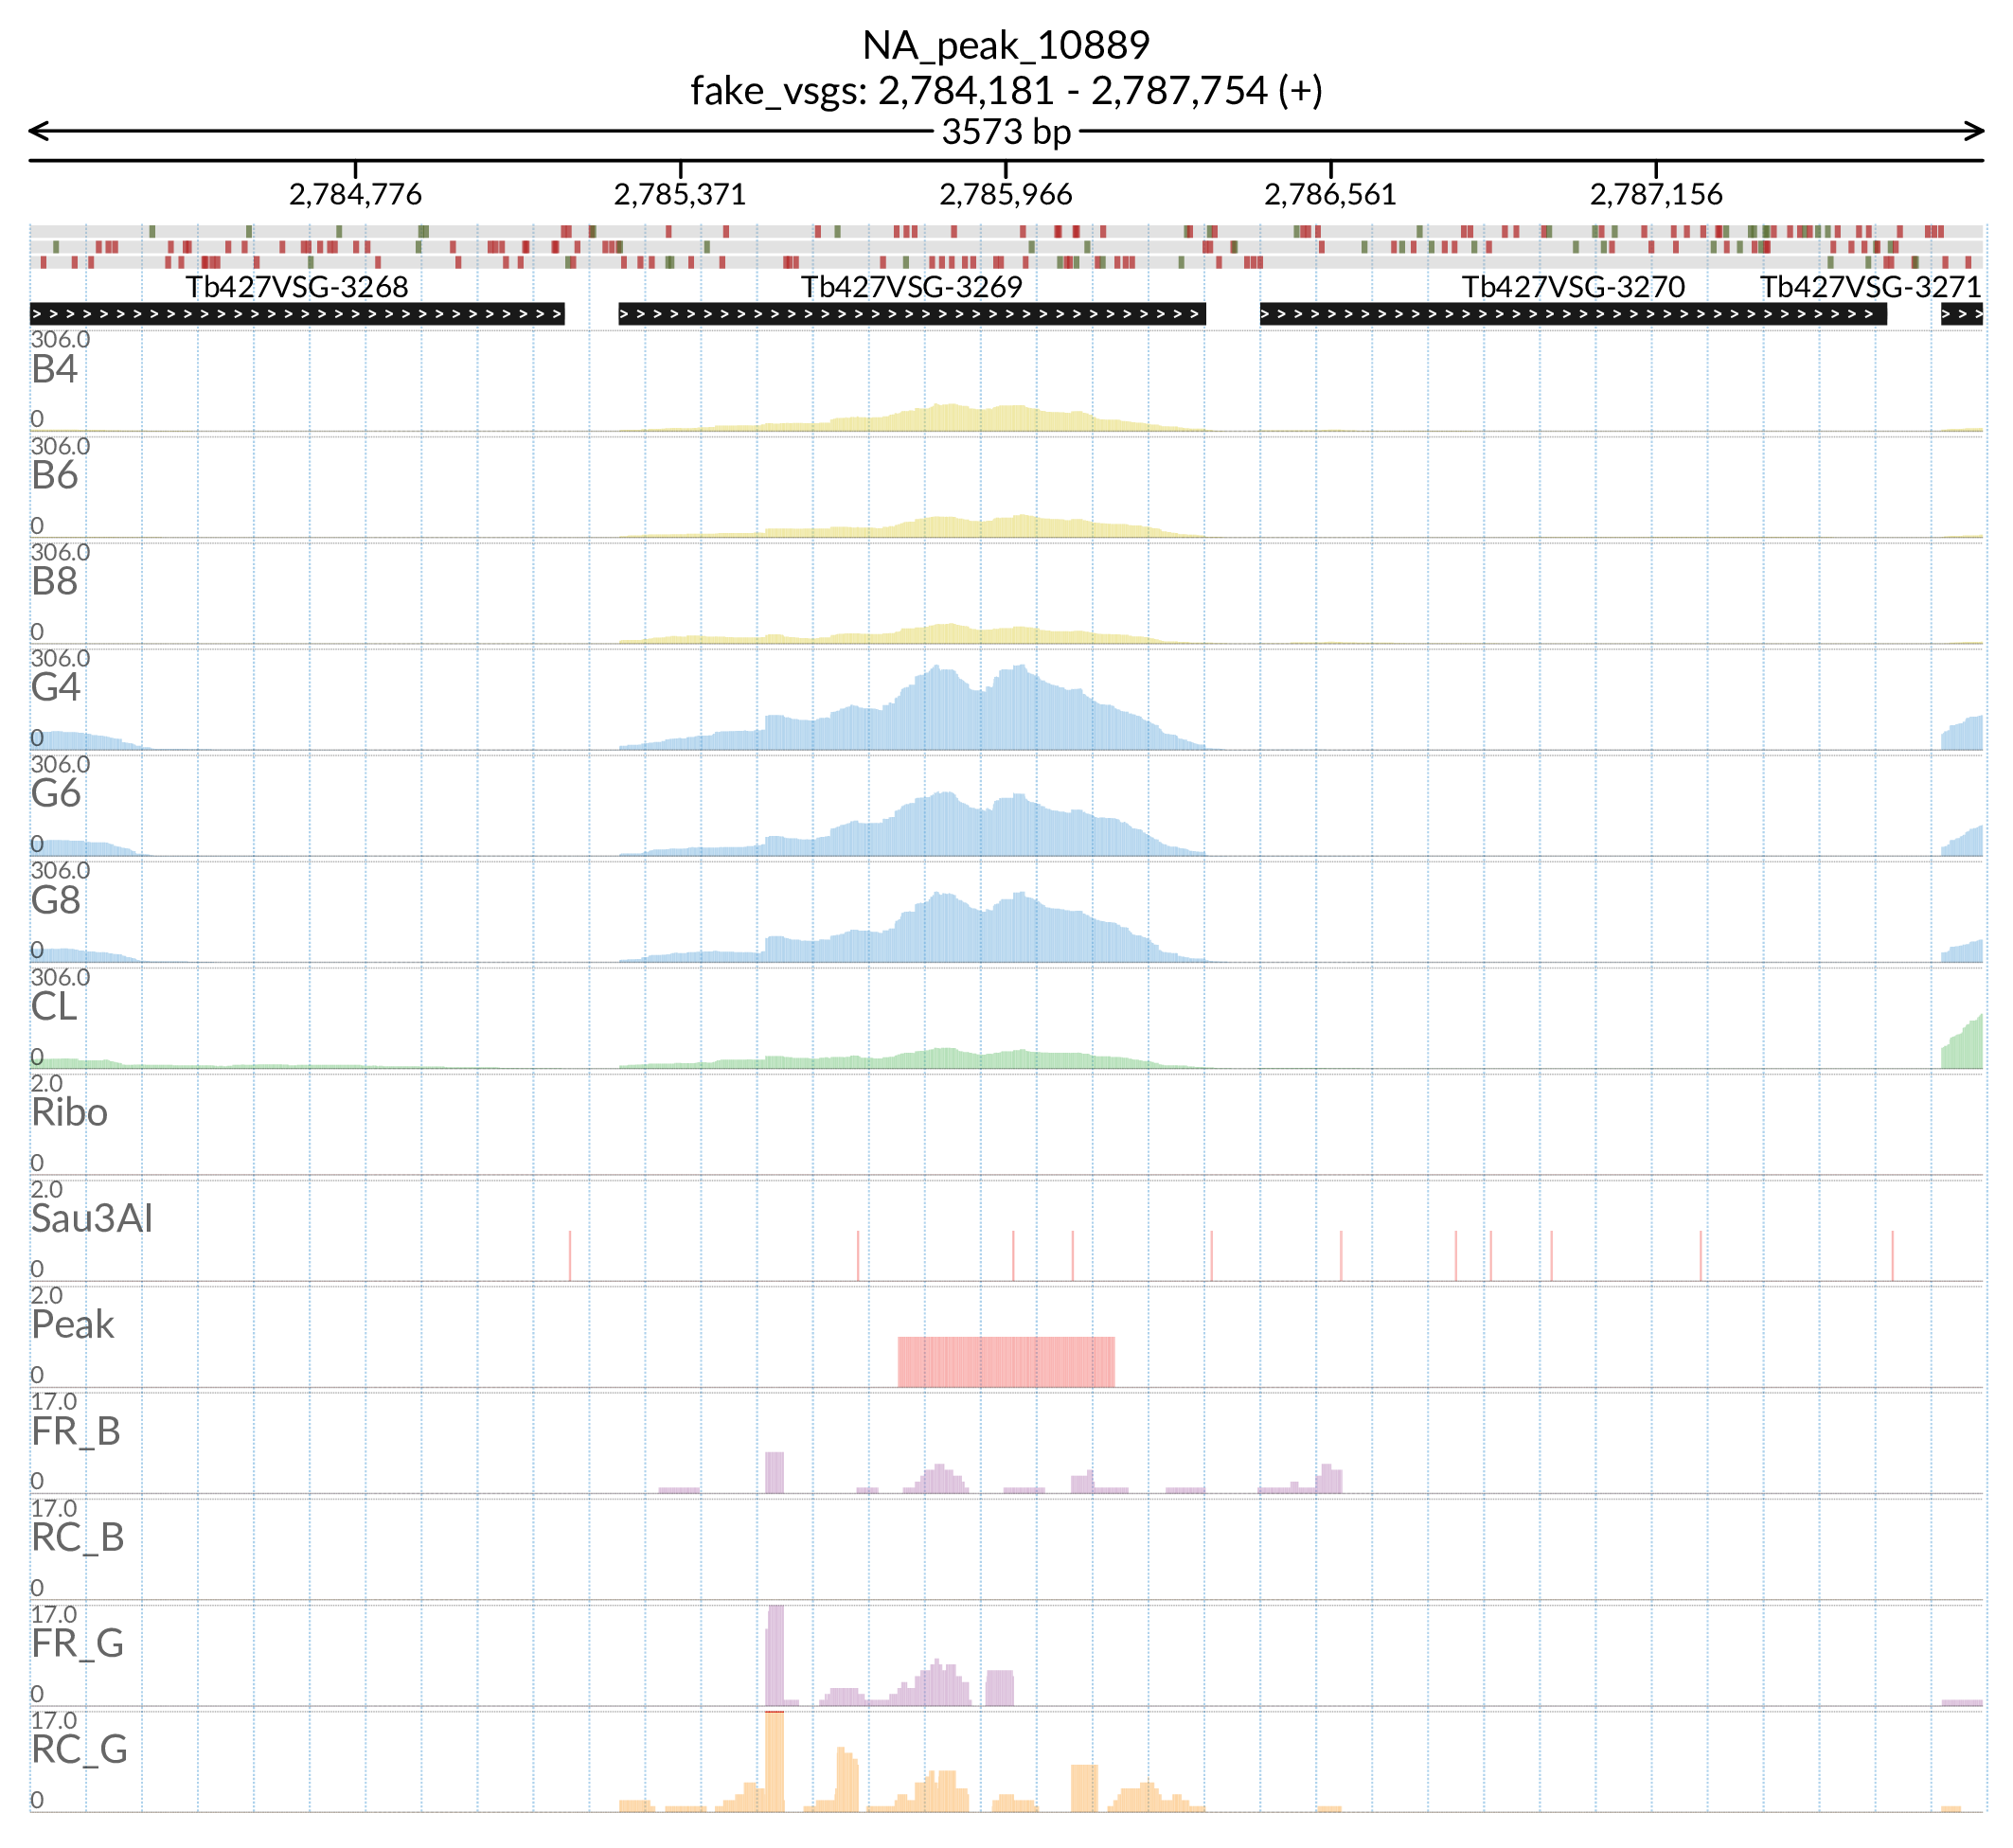 NA_peak_10889
fake_vsgs: 2,784,181 - 2,787,754 (+)
3573 bp
2,784,776 2,785,371 2,785,966 2,786,561 2,787,156
Tb427VSG-3268 Tb427VSG-3269 Tb427VSG-3270 Tb427VSG-3271
306.0
B4
0
306.0
B6
0
306.0
B8
0
306.0
G4
0
306.0
G6
0
306.0
G8
0
306.0
CL
0
2.0
Ribo
0
2.0
Sau3AI
0
2.0
Peak
0
17.0
FR_B
0
17.0
RC_B
0
17.0
FR_G
0
17.0
RC_G
0